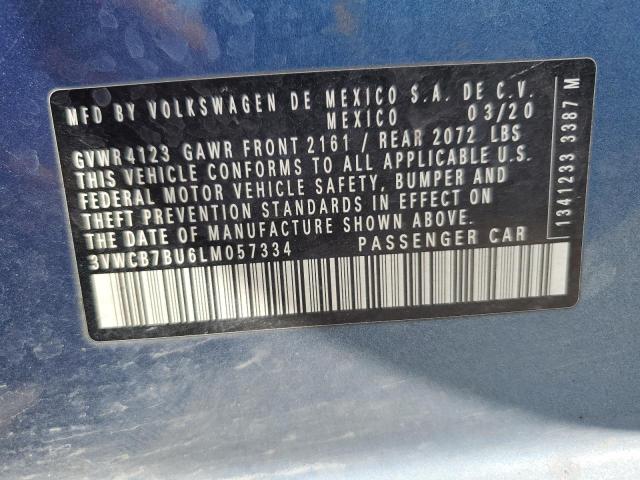 MFD BY VOLKSWAGEN DE MEXICO S.A. DE C.V.
MEXICO 03/20
GVWR 4123 GAWR FRONT 2161 / REAR 2072 LBS
THIS VEHICLE CONFORMS TO ALL APPLICABLE U.S.
FEDERAL MOTOR VEHICLE SAFETY, BUMPER AND
THEFT PREVENTION STANDARDS IN EFFECT ON
THE DATE OF MANUFACTURE SHOWN ABOVE.
3VWCB7BU6LM057334 PASSENGER CAR
1341233 3387 M